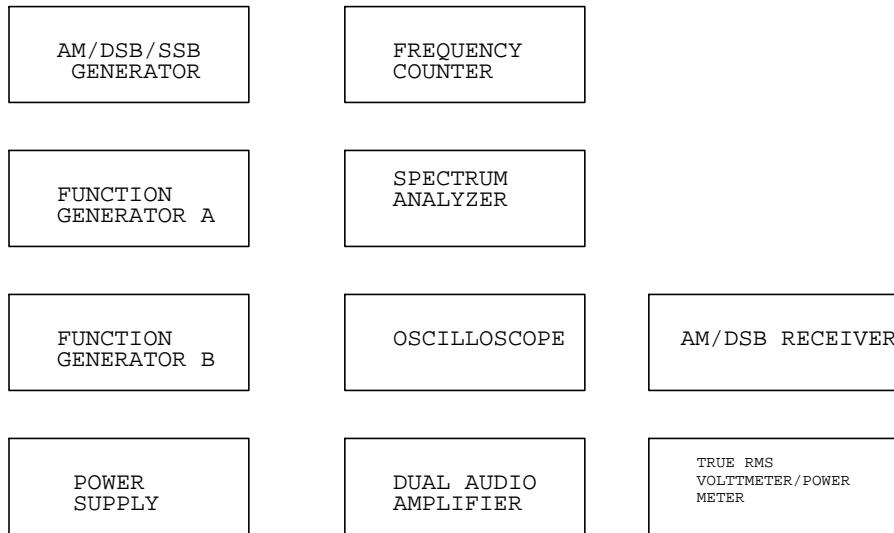 AM/DSB/SSB
GENERATOR
FREQUENCY
COUNTER
FUNCTION
GENERATOR A
SPECTRUM
ANALYZER
FUNCTION
GENERATOR B
OSCILLOSCOPE
AM/DSB RECEIVER
POWER
SUPPLY
DUAL AUDIO
AMPLIFIER
TRUE RMS
VOLTTMETER/POWER
METER